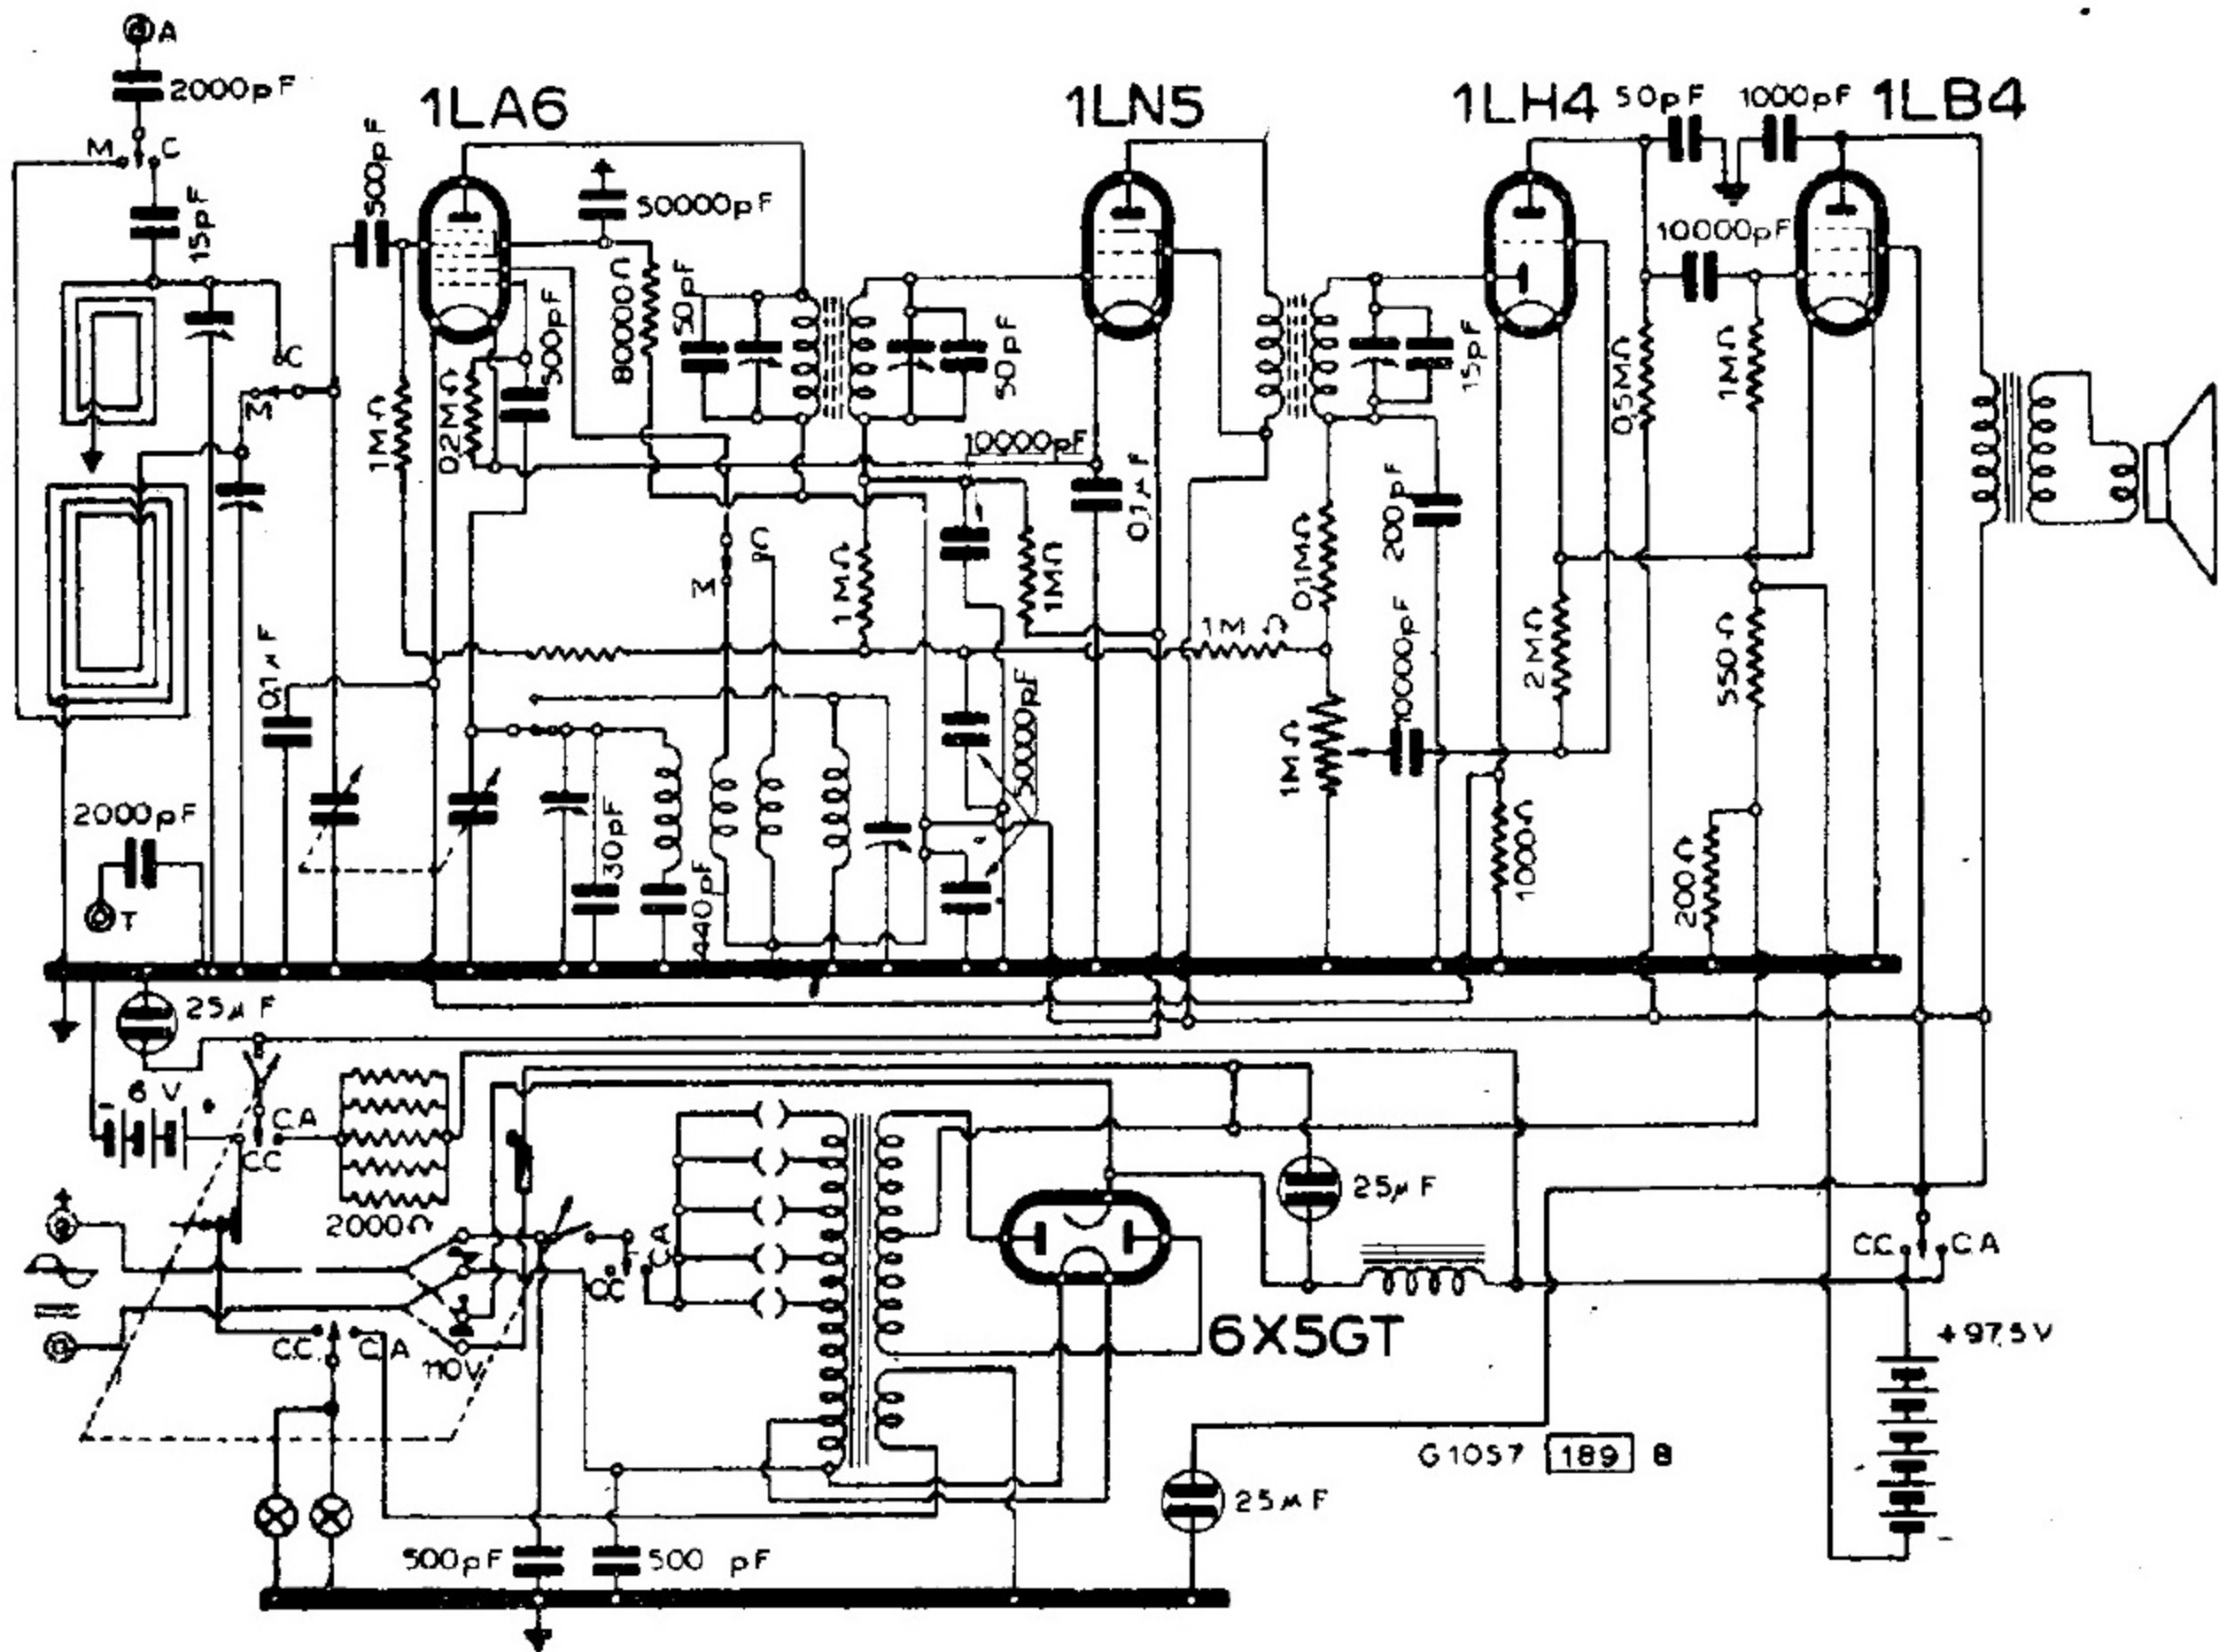 A
2000pF
M
C
15pF
500pF
1LA6
50000pF
1LN5
1LH4
50pF
1000pF
1LB4
10000pF
C
M
1MΩ
0,2MΩ
500pF
80000Ω
50pF
50pF
10000pF
0,1µF
15pF
0,5MΩ
1MΩ
M
C
1MΩ
1MΩ
0,1MΩ
200pF
0,1µF
1MΩ
2MΩ
550Ω
50000pF
1MΩ
10000pF
2000pF
T
30pF
440pF
1000Ω
200Ω
25µF
- 6 V +
CA
CC
2000Ω
+
CC
CA
110V
CC
CA
25µF
6X5GT
CC
CA
+97,5V
-
G1057 189 8
25µF
500pF
500 pF